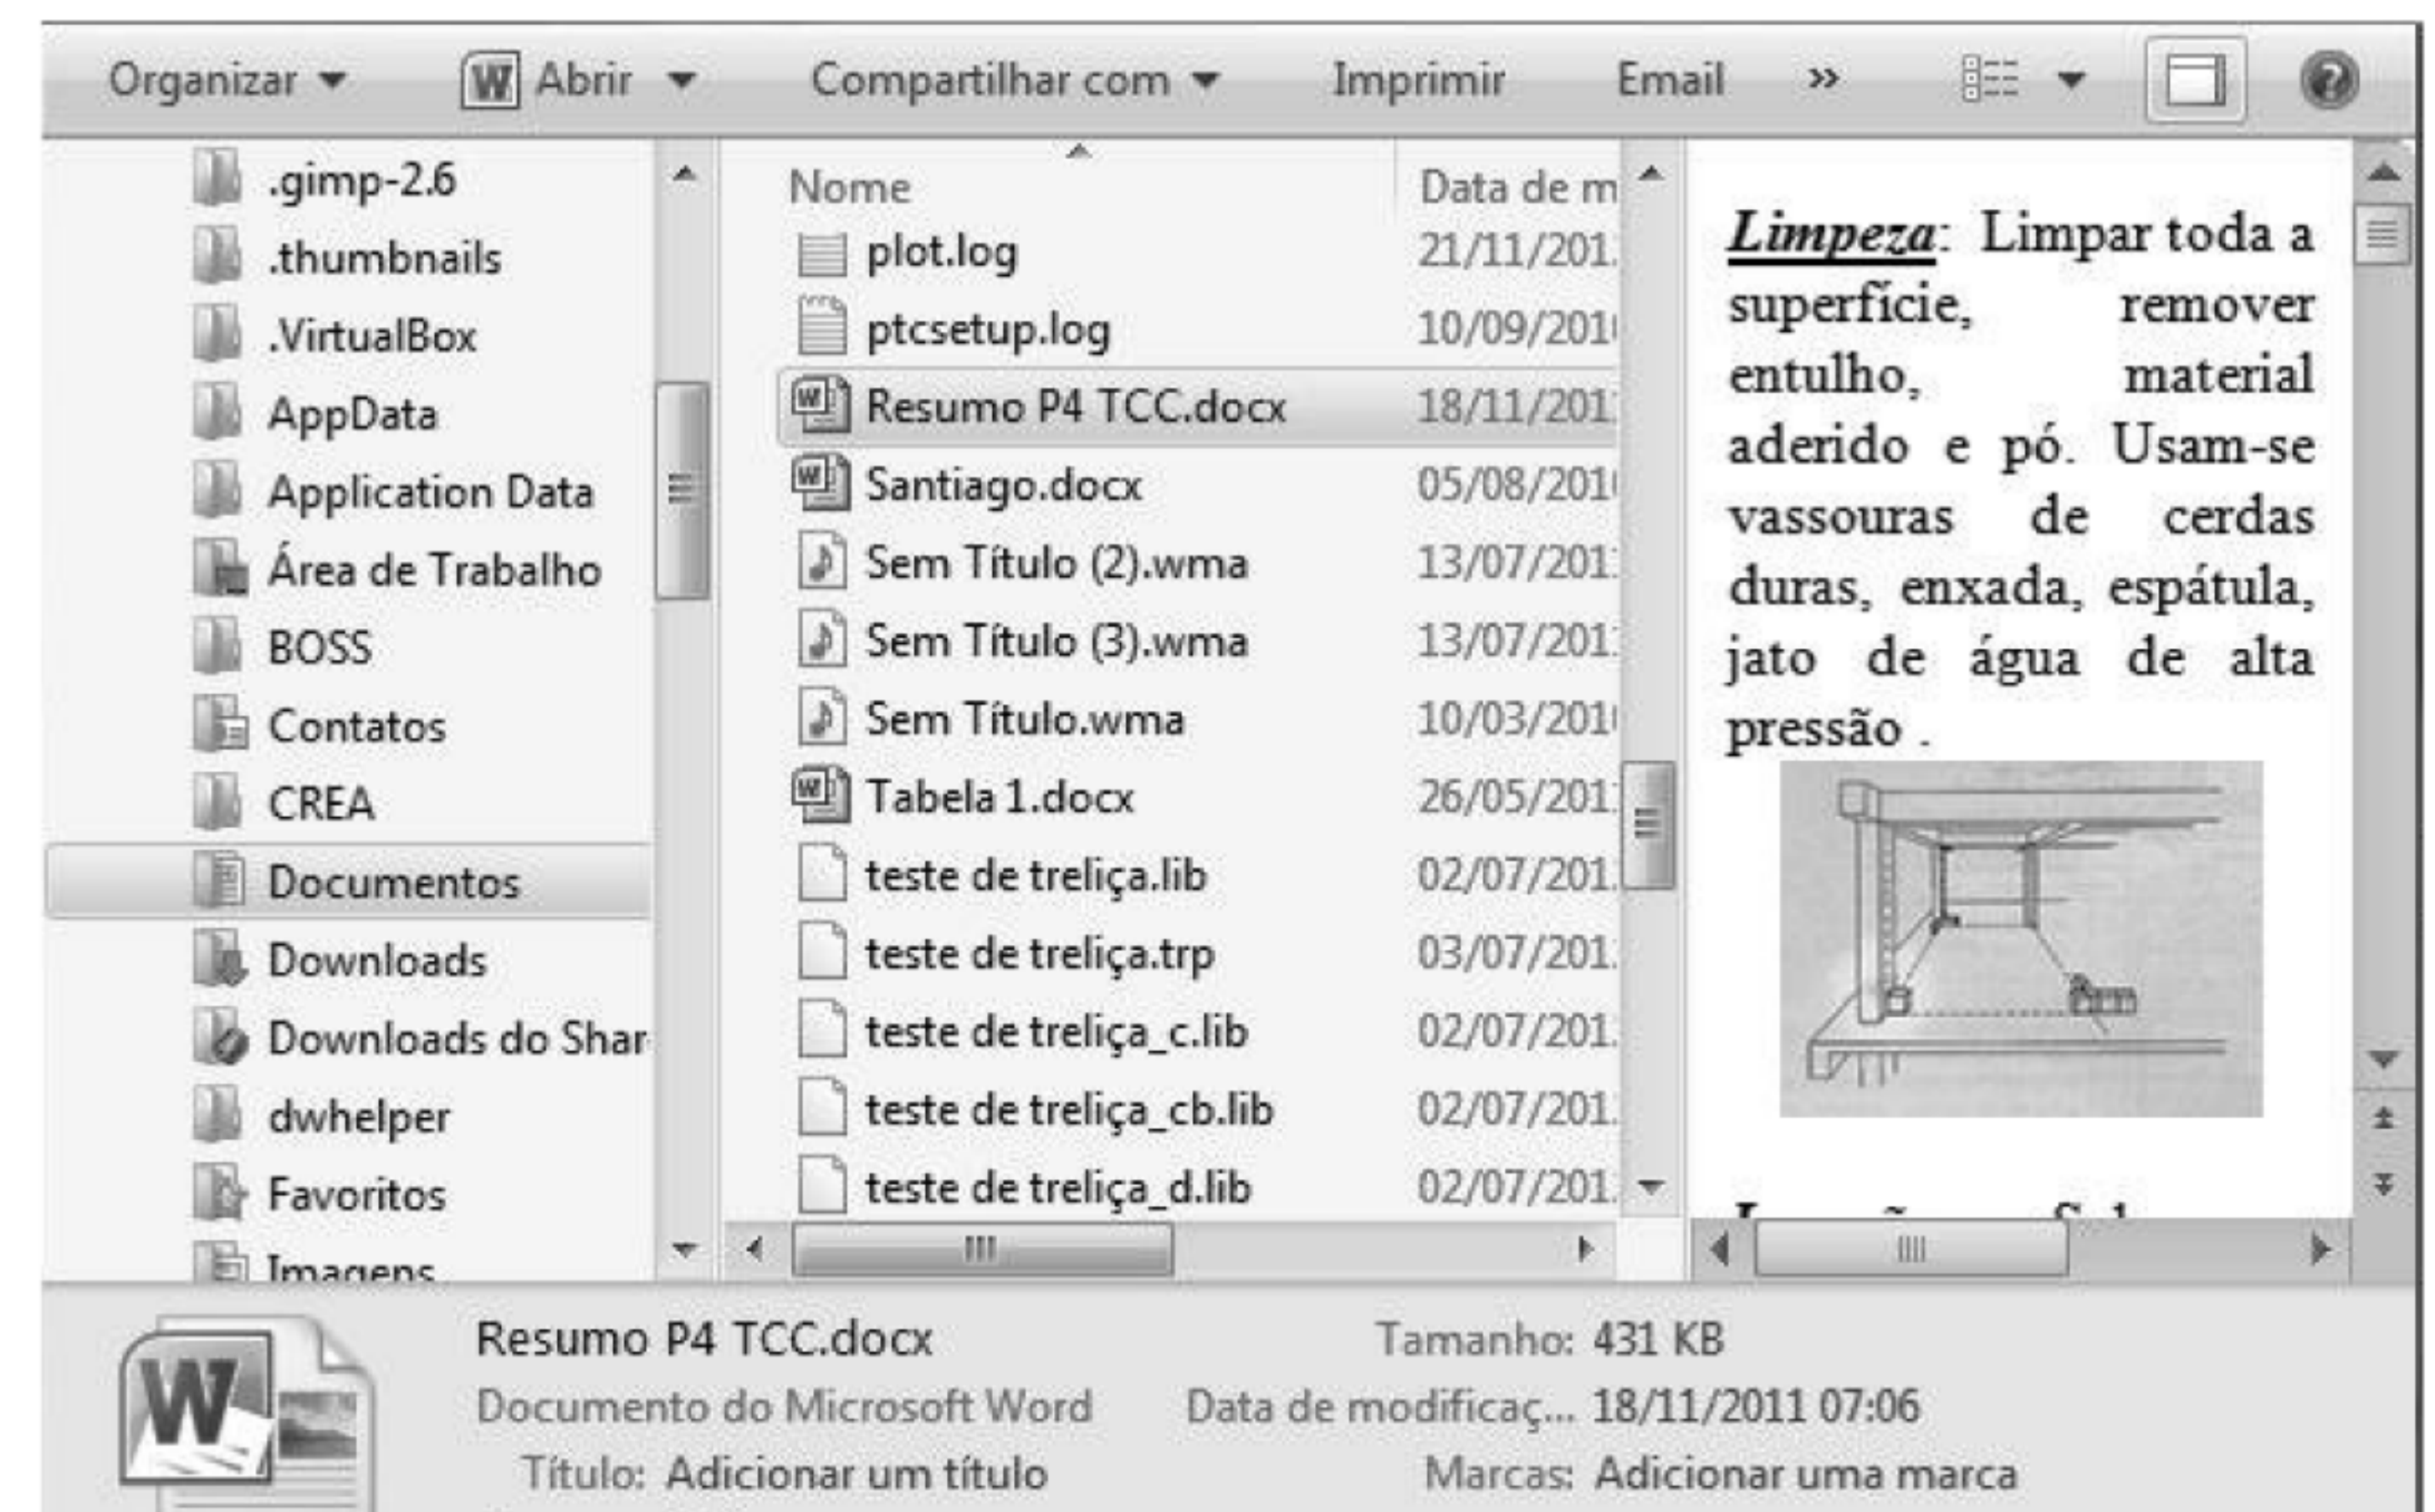 Organizar Abrir Compartilhar com Imprimir Email »
.gimp-2.6
.thumbnails
.VirtualBox
AppData
Application Data
Área de Trabalho
BOSS
Contatos
CREA
Documentos
Downloads
Downloads do Shar
dwhelper
Favoritos
Imagens
Nome Data de m
plot.log 21/11/201
ptcsetup.log 10/09/201
Resumo P4 TCC.docx 18/11/201
Santiago.docx 05/08/201
Sem Título (2).wma 13/07/201
Sem Título (3).wma 13/07/201
Sem Título.wma 10/03/201
Tabela 1.docx 26/05/201
teste de treliça.lib 02/07/201
teste de treliça.trp 03/07/201
teste de treliça_c.lib 02/07/201
teste de treliça_cb.lib 02/07/201
teste de treliça_d.lib 02/07/201
Limpeza: Limpar toda a
superfície, remover
entulho, material
aderido e pó. Usam-se
vassouras de cerdas
duras, enxada, espátula,
jato de água de alta
pressão .
Resumo P4 TCC.docx Tamanho: 431 KB
Documento do Microsoft Word Data de modificaç... 18/11/2011 07:06
Título: Adicionar um título Marcas: Adicionar uma marca